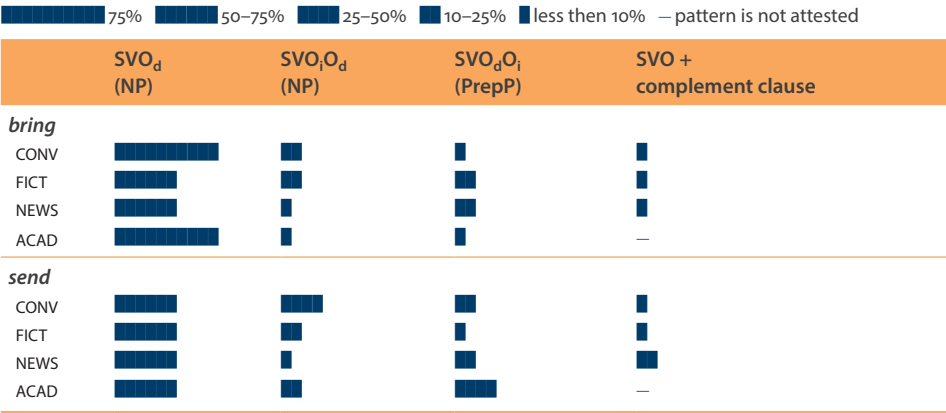 75% 50–75% 25–50% 10–25% less then 10% – pattern is not attested
SVOd SVOiOd SVOdOi SVO +
(NP) (NP) (PrepP) complement clause
bring
CONV
FICT
NEWS
ACAD –
send
CONV
FICT
NEWS
ACAD –